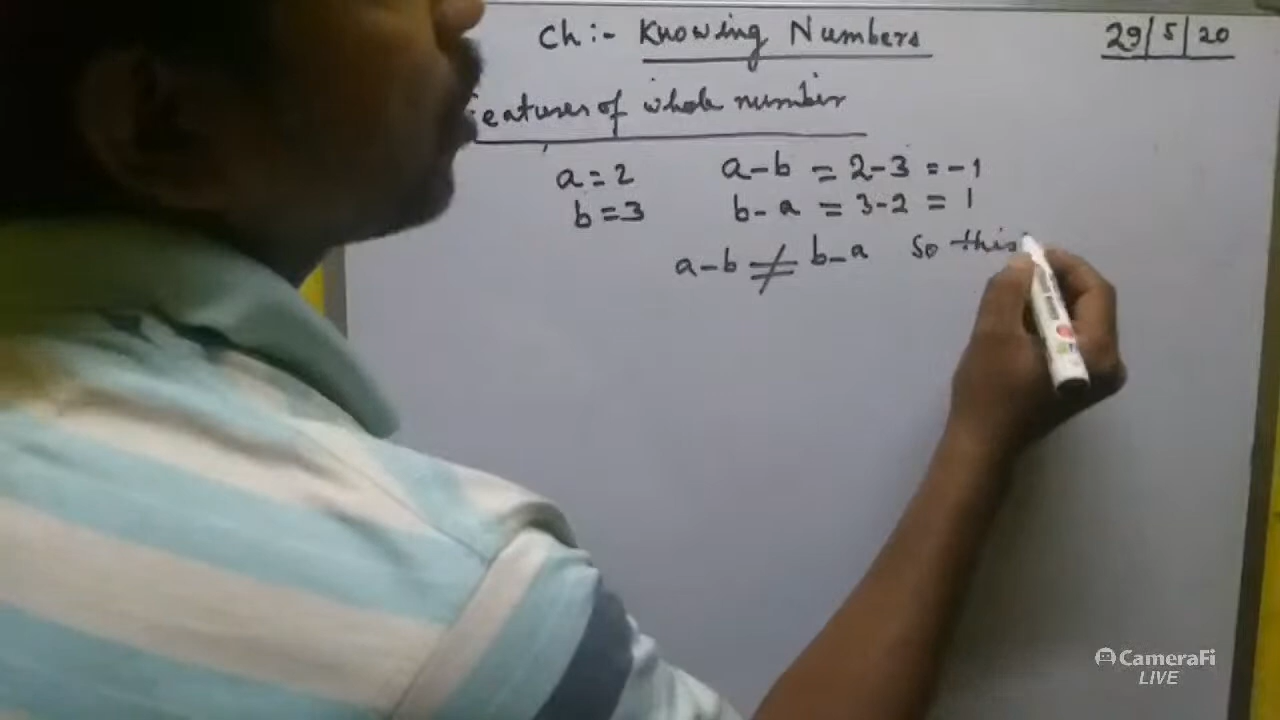 Ch:- Knowing Numbers
29/5/20
Features of whole number
a = 2 a-b = 2-3 = -1
b = 3 b-a = 3-2 = 1
a-b ≠ b-a So this
CameraFi
LIVE